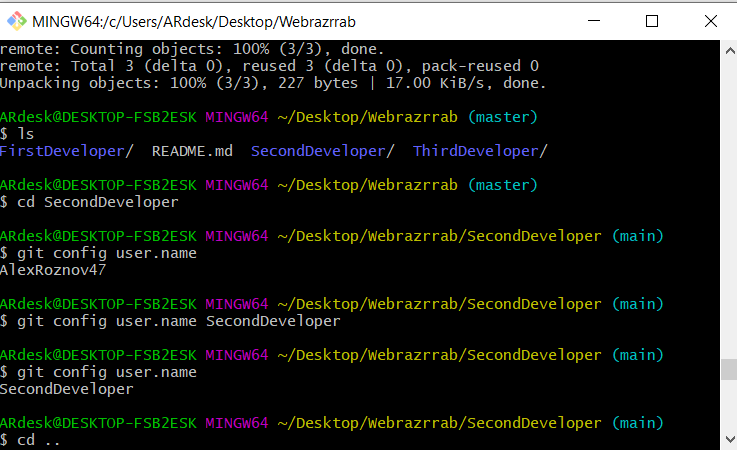 MINGW64:/c/Users/ARdesk/Desktop/Webrazrrab
remote: Counting objects: 100% (3/3), done.
remote: Total 3 (delta 0), reused 3 (delta 0), pack-reused 0
Unpacking objects: 100% (3/3), 227 bytes | 17.00 KiB/s, done.
ARdesk@DESKTOP-FSB2ESK MINGW64 ~/Desktop/Webrazrrab (master)
$ ls
FirstDeveloper/  README.md  SecondDeveloper/  ThirdDeveloper/
ARdesk@DESKTOP-FSB2ESK MINGW64 ~/Desktop/Webrazrrab (master)
$ cd SecondDeveloper
ARdesk@DESKTOP-FSB2ESK MINGW64 ~/Desktop/Webrazrrab/SecondDeveloper (main)
$ git config user.name
AlexRoznov47
ARdesk@DESKTOP-FSB2ESK MINGW64 ~/Desktop/Webrazrrab/SecondDeveloper (main)
$ git config user.name SecondDeveloper
ARdesk@DESKTOP-FSB2ESK MINGW64 ~/Desktop/Webrazrrab/SecondDeveloper (main)
$ git config user.name
SecondDeveloper
ARdesk@DESKTOP-FSB2ESK MINGW64 ~/Desktop/Webrazrrab/SecondDeveloper (main)
$ cd ..